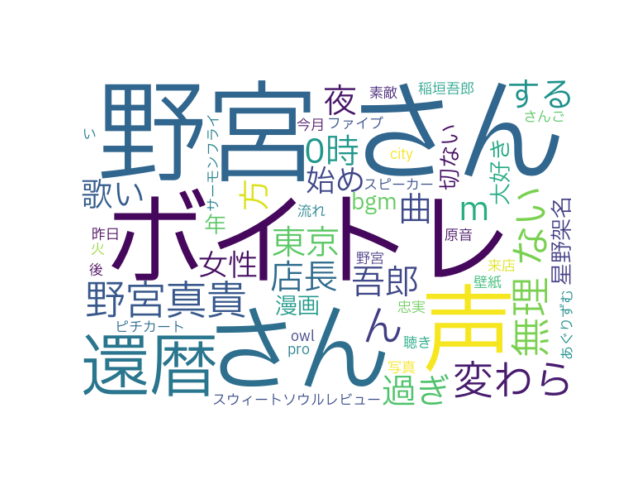 野宮さん
ボイトレ
さん
声
還暦
野宮真貴
無理
ない
変わら
過ぎ
東京
店長
吾郎
女性
歌い
始め
0時
夜
する
曲
m
bgm
方
年
ん
漫画
大好き
切ない
星野架名
稲垣吾郎
素敵
さんご
今月
ファイブ
city
サーモンフライ
スピーカー
流れ
原音
野宮
来店
壁紙
あぐりずむ
忠実
聴き
写真
owl
pro
ピチカート
スウィートソウルレビュー
昨日
火
後
い